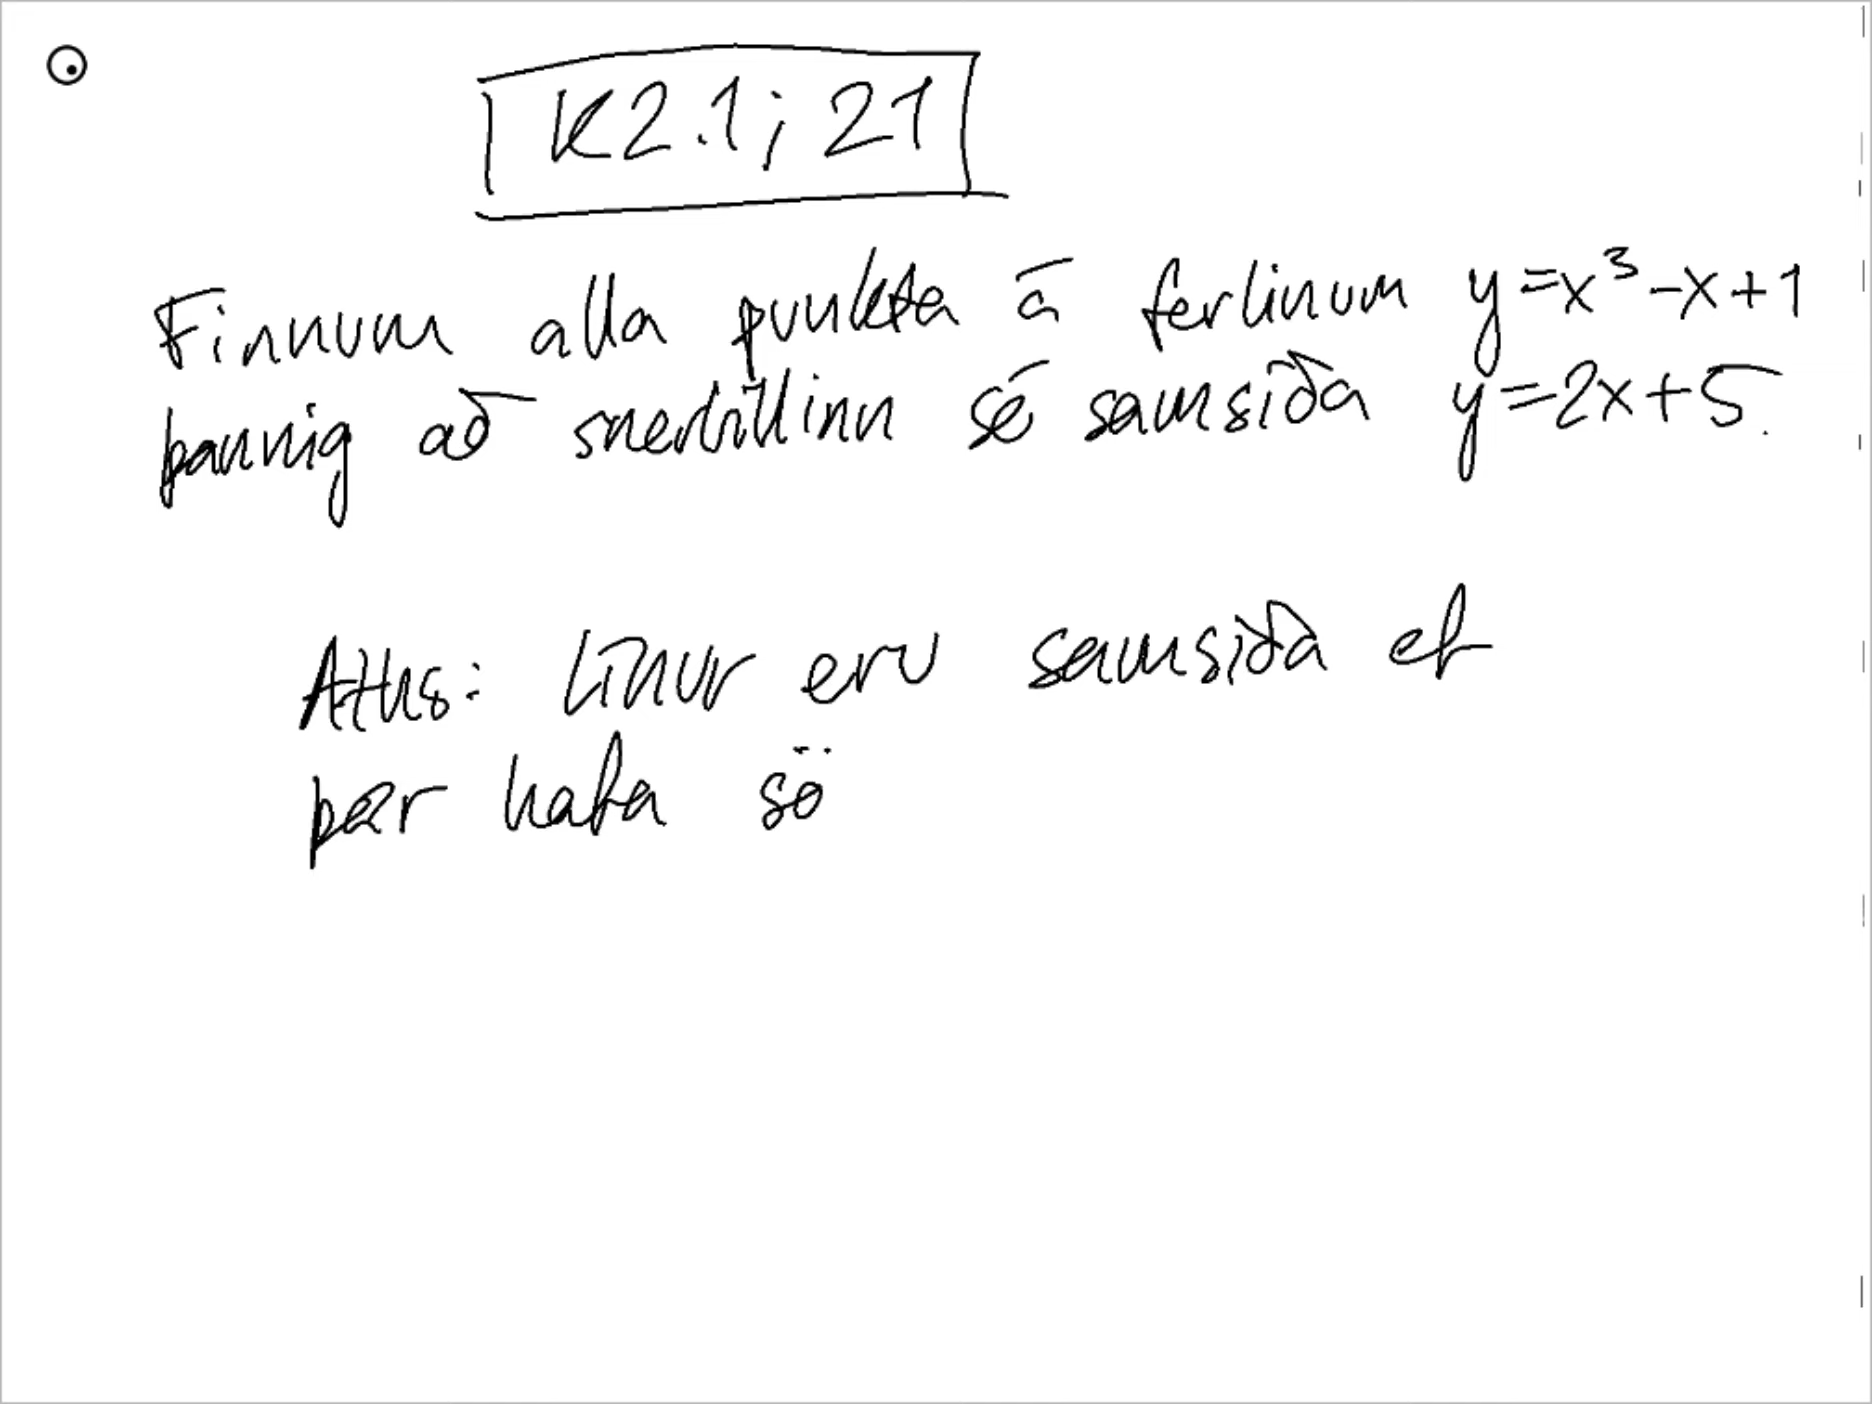 K2.1; 21
Finnum alla punkta á ferlinum y=x³-x+1
þannig að snertillinn sé samsíða y=2x+5.
Aths: Línur eru samsíða ef
þær hafa sö